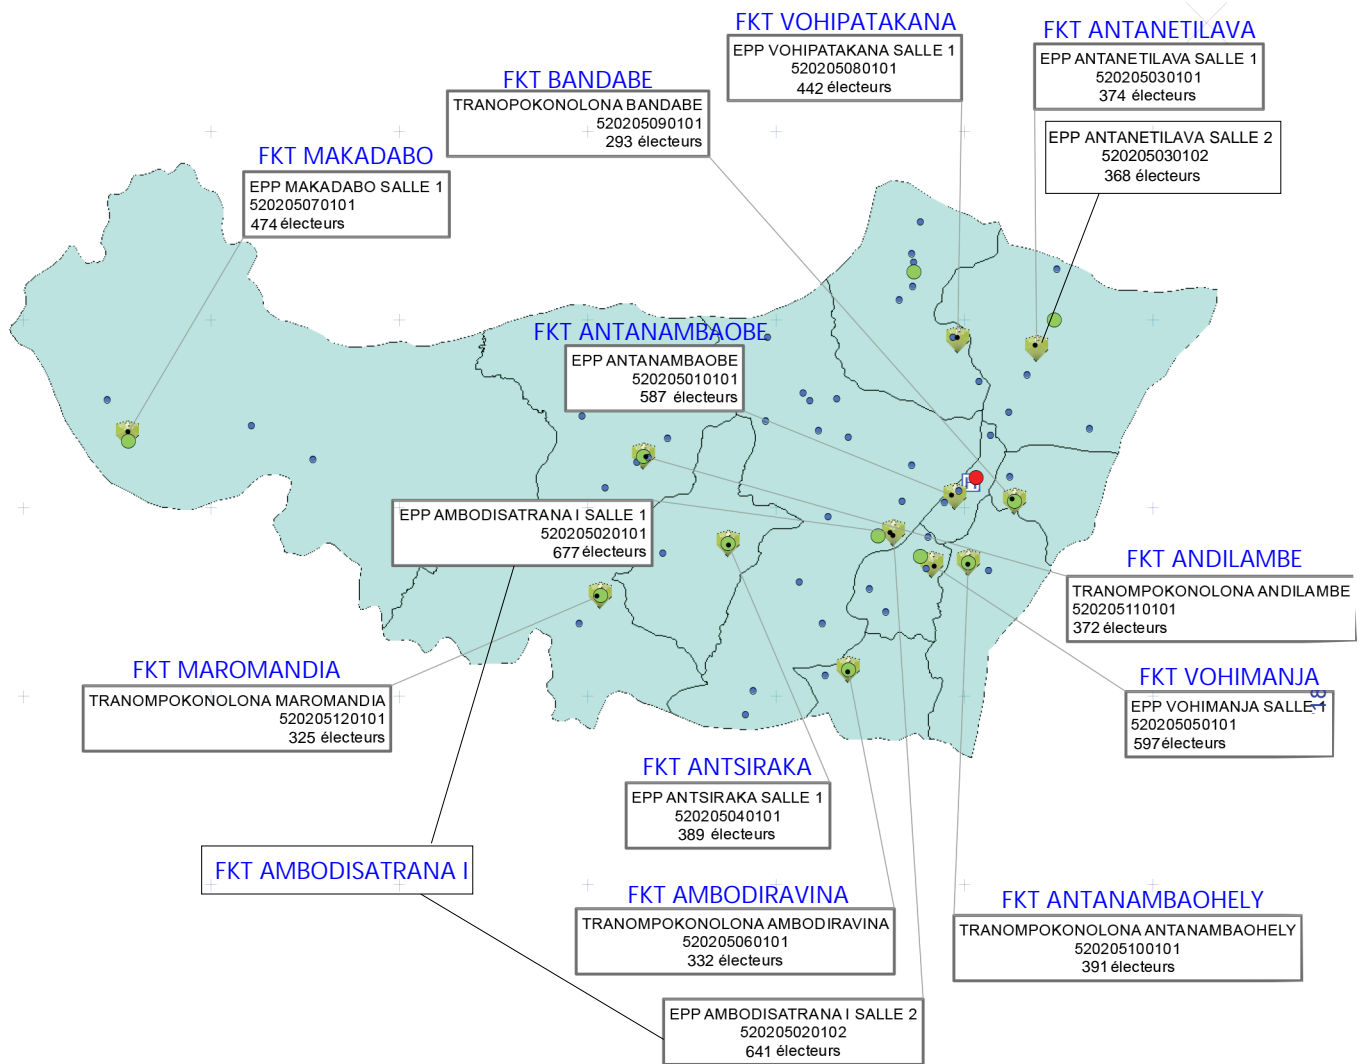 FKT VOHIPATAKANA
EPP VOHIPATAKANA SALLE 1
520205080101
442 électeurs
FKT ANTANETILAVA
EPP ANTANETILAVA SALLE 1
520205030101
374 électeurs
EPP ANTANETILAVA SALLE 2
520205030102
368 électeurs
FKT BANDABE
TRANOPOKONOLONA BANDABE
520205090101
293 électeurs
FKT MAKADABO
EPP MAKADABO SALLE 1
520205070101
474 électeurs
FKT ANTANAMBAOBE
EPP ANTANAMBAOBE
520205010101
587 électeurs
H
EPP AMBODISATRANA I SALLE 1
520205020101
677 électeurs
FKT ANDILAMBE
TRANOMPOKONOLONA ANDILAMBE
520205110101
372 électeurs
FKT MAROMANDIA
TRANOMPOKONOLONA MAROMANDIA
520205120101
325 électeurs
FKT VOHIMANJA
EPP VOHIMANJA SALLE 1
520205050101
597 électeurs
18
FKT ANTSIRAKA
EPP ANTSIRAKA SALLE 1
520205040101
389 électeurs
FKT AMBODISATRANA I
FKT AMBODIRAVINA
TRANOMPOKONOLONA AMBODIRAVINA
520205060101
332 électeurs
FKT ANTANAMBAOHELY
TRANOMPOKONOLONA ANTANAMBAOHELY
520205100101
391 électeurs
EPP AMBODISATRANA I SALLE 2
520205020102
641 électeurs